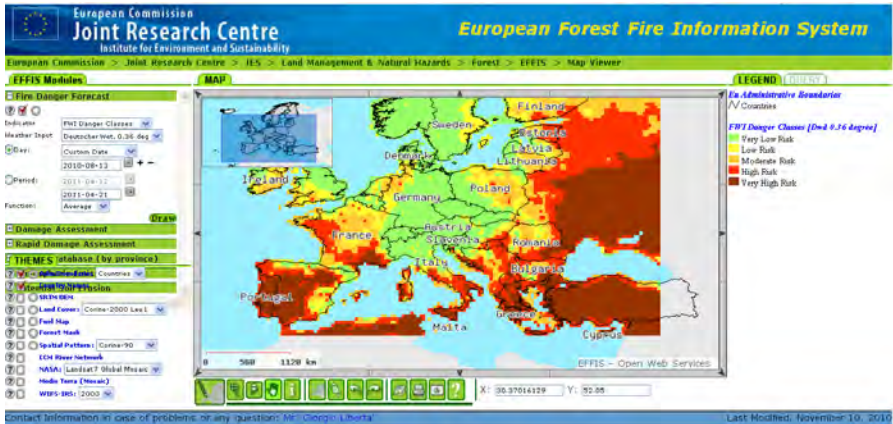 European Commission
Joint Research Centre
Institute for Environment and Sustainability
European Forest Fire Information System
European Commission > Joint Research Centre > IES > Land Management & Natural Hazards > Forest > EFFIS > Map Viewer
EFFIS Modules
MAP
LEGEND
QUERY
Fire Danger Forecast
Indicator
FWI Danger Classes
Weather Input
Deutscher Wet. 0.36 deg
Day:
Custom Date
2010-08-13
Period:
2011-04-21
Function:
Average
Draw
Damage Assessment
Rapid Damage Assessment
THEMES
atabase (by province)
Countries
Soil Erosion
SRTM DEM
Land Cover: Corine-2000 Lev1
Fuel Map
Forest Mask
Spatial Pattern: Corine-90
CCM River Network
NASA: Landsat7 Global Mosaic
Modis Terra (Mosaic)
WIFS-IRS: 2000
Finland
Sweden
Estonia
Latvia
Lithuania
Denmark
Ireland
Poland
Germany
Austria
Slovenia
France
Romania
Italy
Bulgaria
Portugal
Greece
Malta
Cyprus
0 560 1120 km
EFFIS - Open Web Services
X: 30.37016129 Y: 52.05
Eu Administrative Boundaries
Countries
FWI Danger Classes [Dwd 0.36 degree]
Very Low Risk
Low Risk
Moderate Risk
High Risk
Very High Risk
Contact Information in case of problems or any question: Mr. Giorgio Liberta'
Last Modified, November 10, 2010